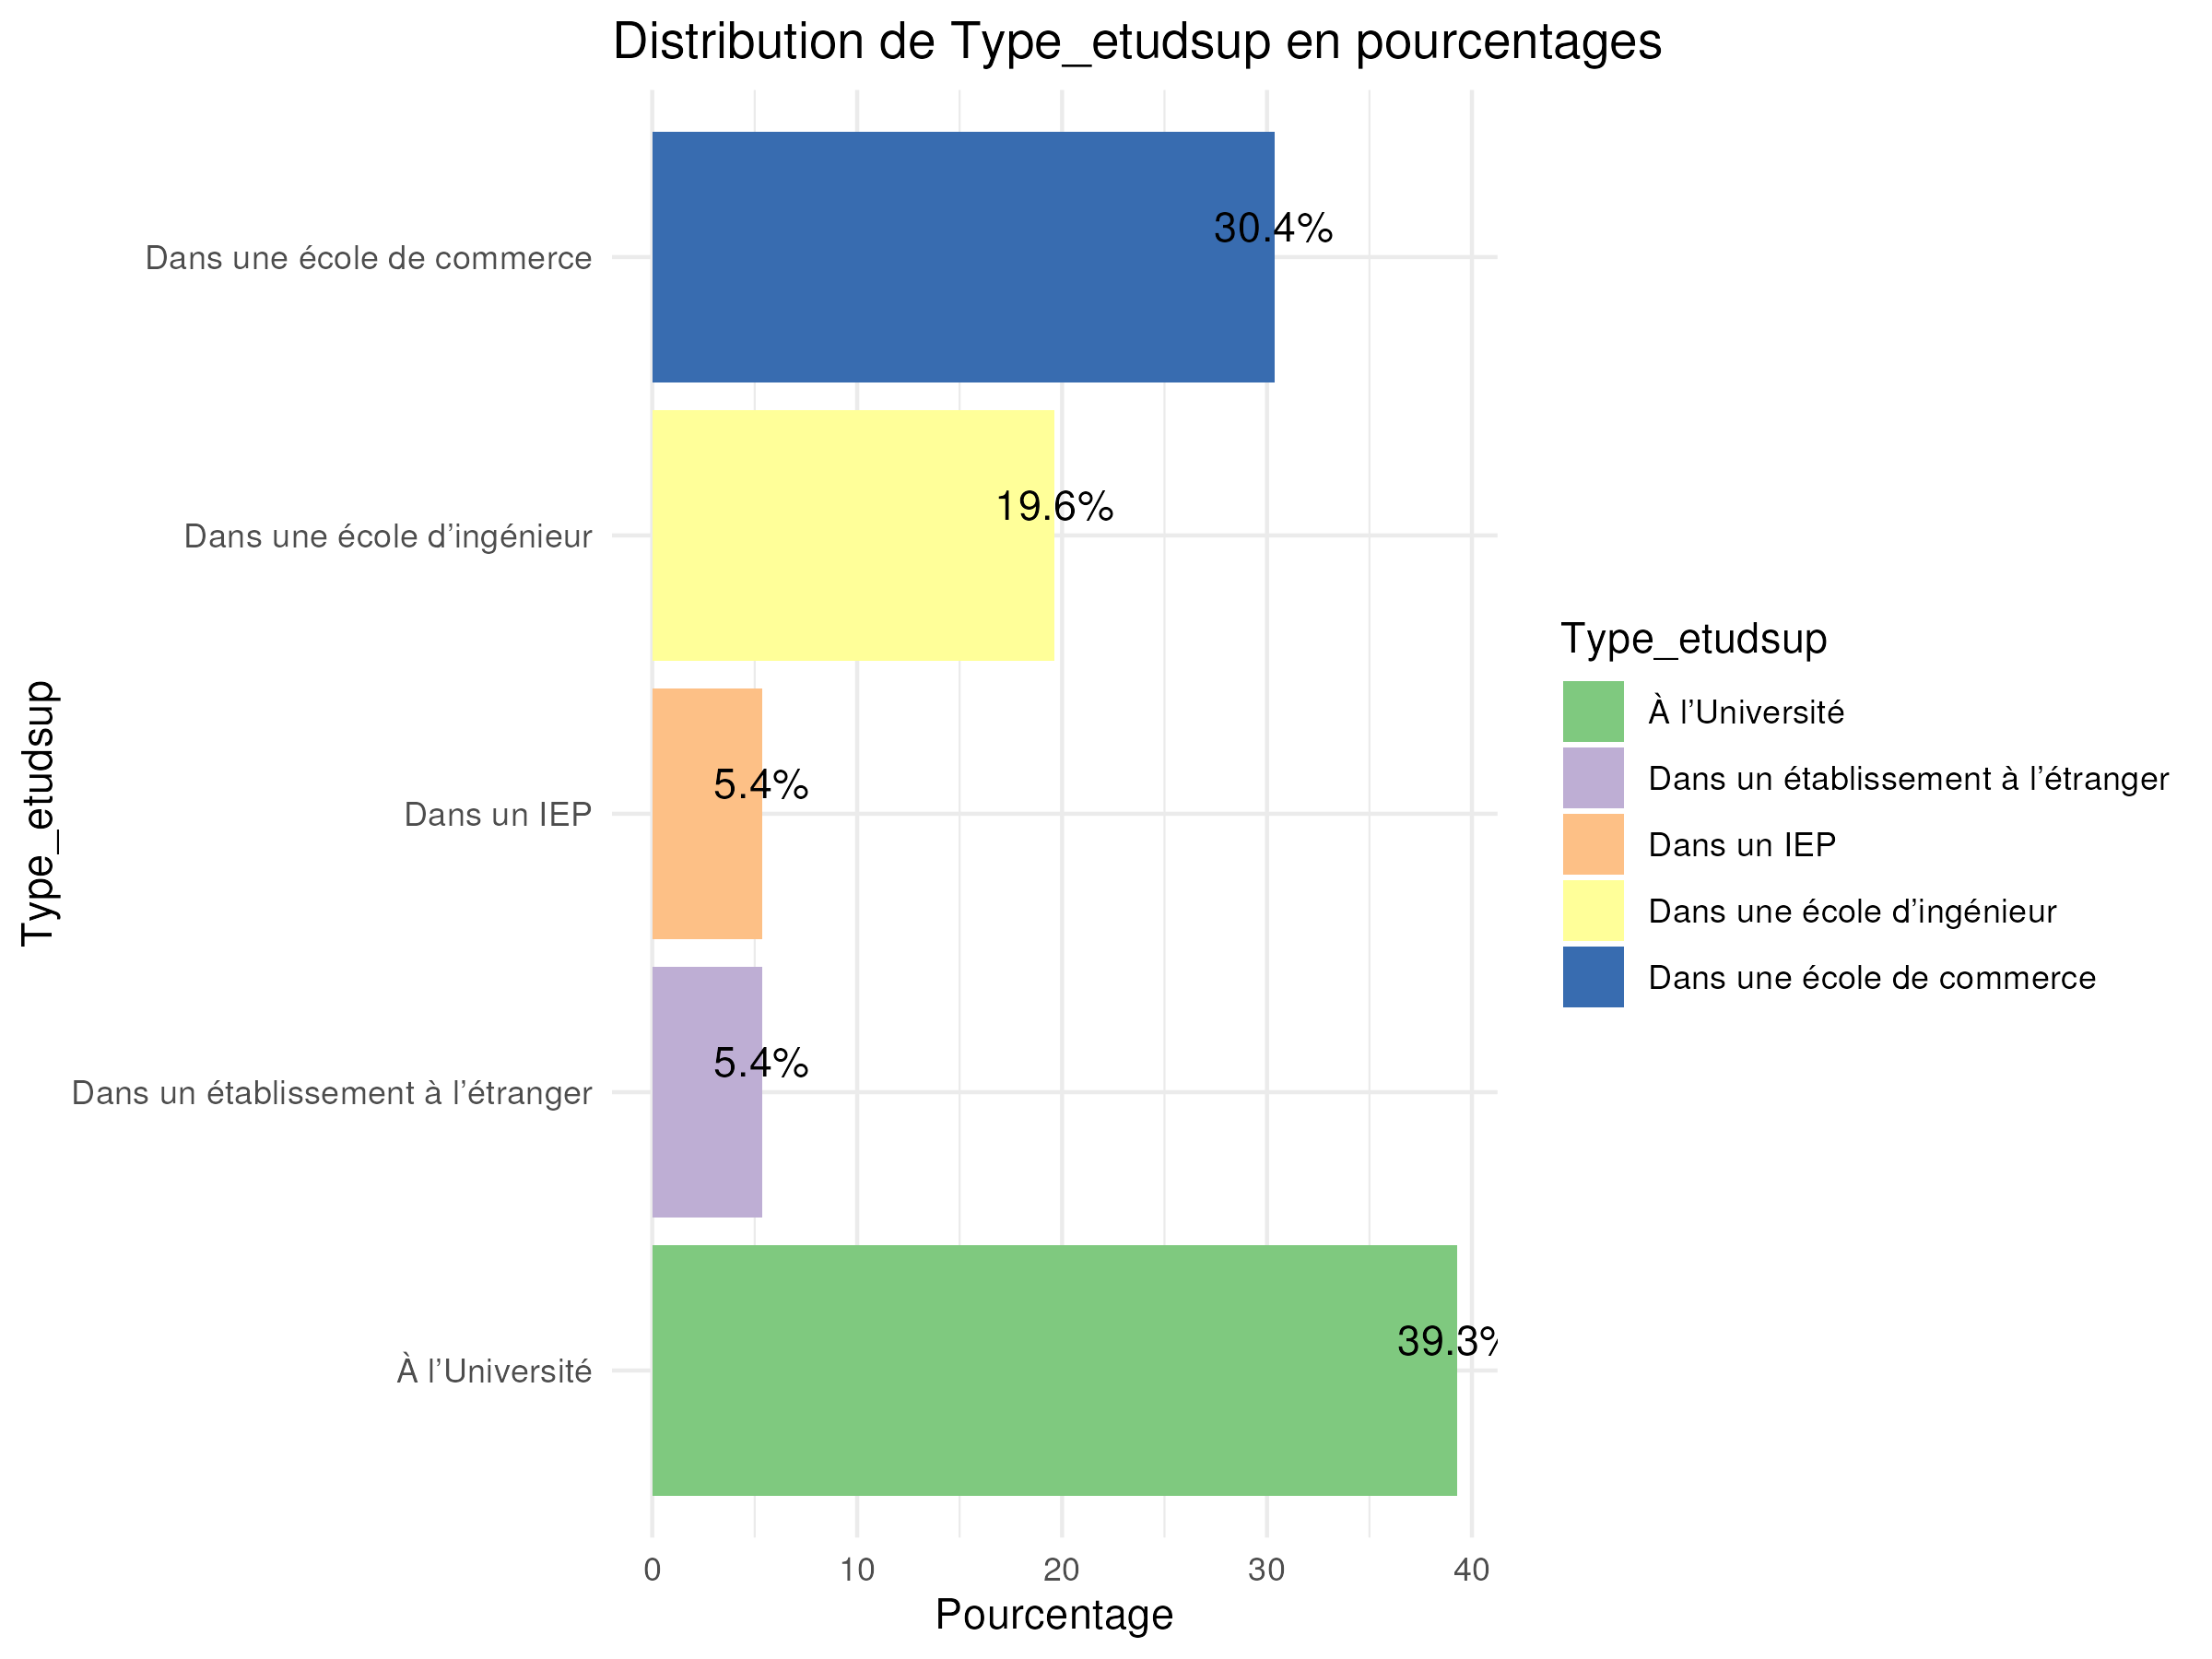 Distribution de Type_etudsup en pourcentages
Type_etudsup
Dans une école de commerce
30.4%
Dans une école d’ingénieur
19.6%
Dans un IEP
5.4%
Dans un établissement à l’étranger
5.4%
À l’Université
39.3%
0 10 20 30 40
Pourcentage
Type_etudsup
À l’Université
Dans un établissement à l’étranger
Dans un IEP
Dans une école d’ingénieur
Dans une école de commerce